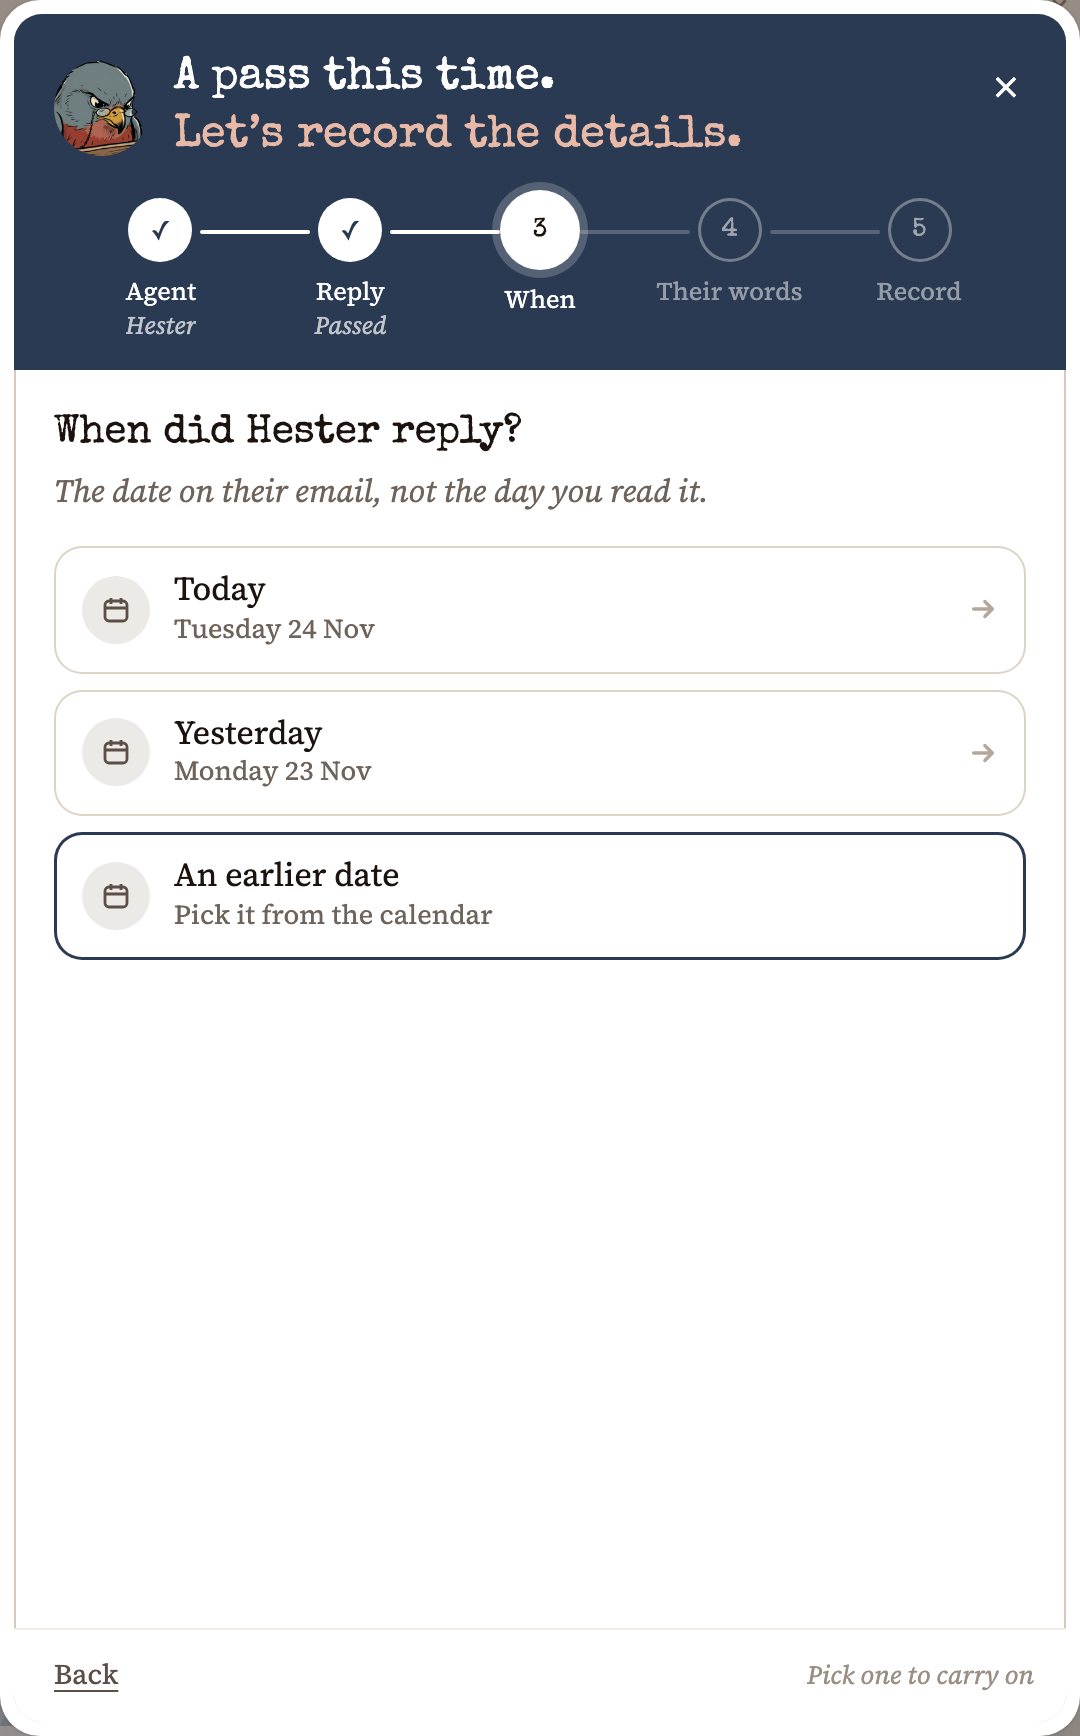 A pass this time.
Let's record the details.
✓
✓
3
4
5
Agent
Reply
When
Their words
Record
Hester
Passed
When did Hester reply?
The date on their email, not the day you read it.
Today
Tuesday 24 Nov
Yesterday
Monday 23 Nov
An earlier date
Pick it from the calendar
Back
Pick one to carry on